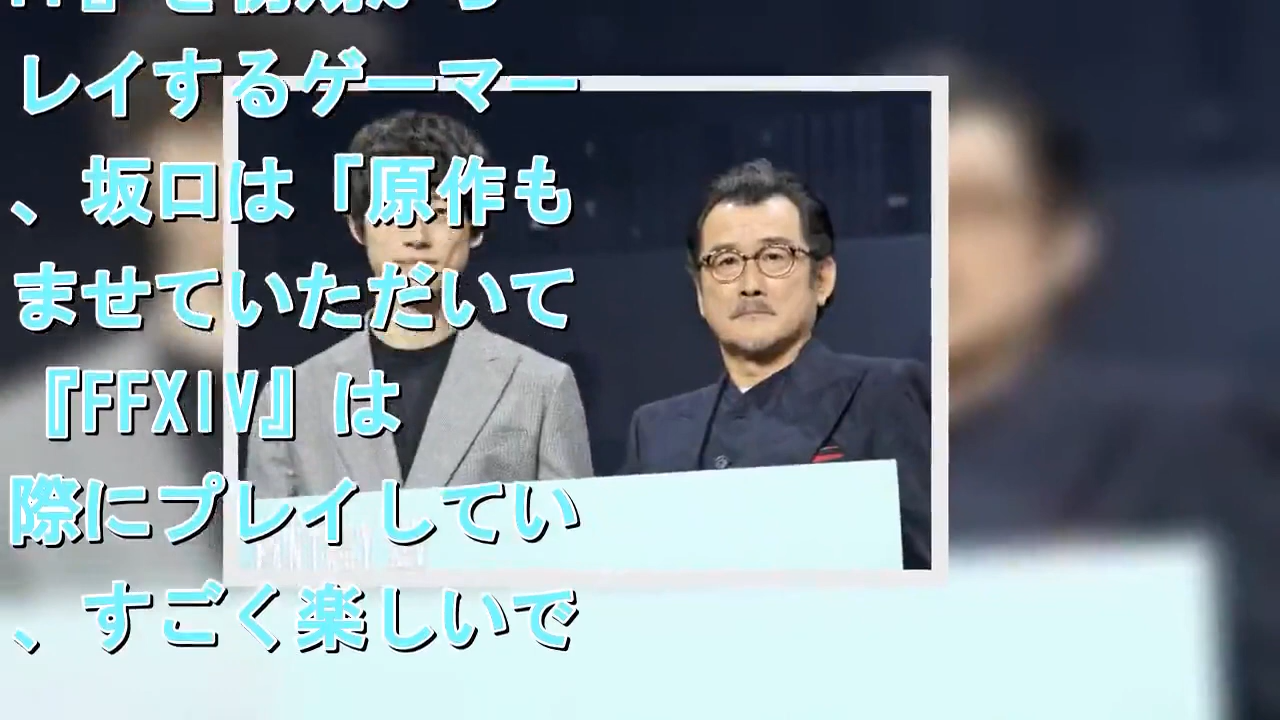 レイするゲーマー
、坂口は「原作も
ませていただいて
『FFXIV』は
際にプレイしてい
、すごく楽しいで